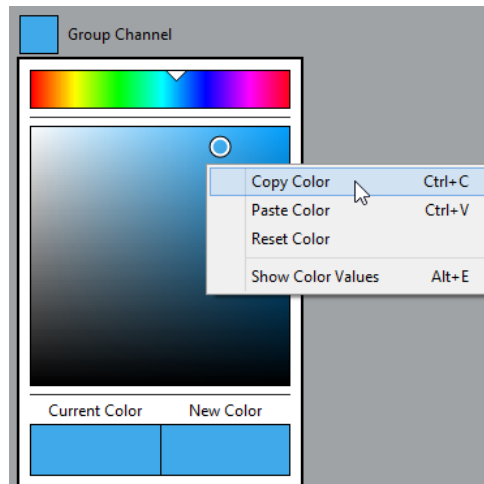 Group Channel
Copy Color Ctrl+C
Paste Color Ctrl+V
Reset Color
Show Color Values Alt+E
Current Color New Color